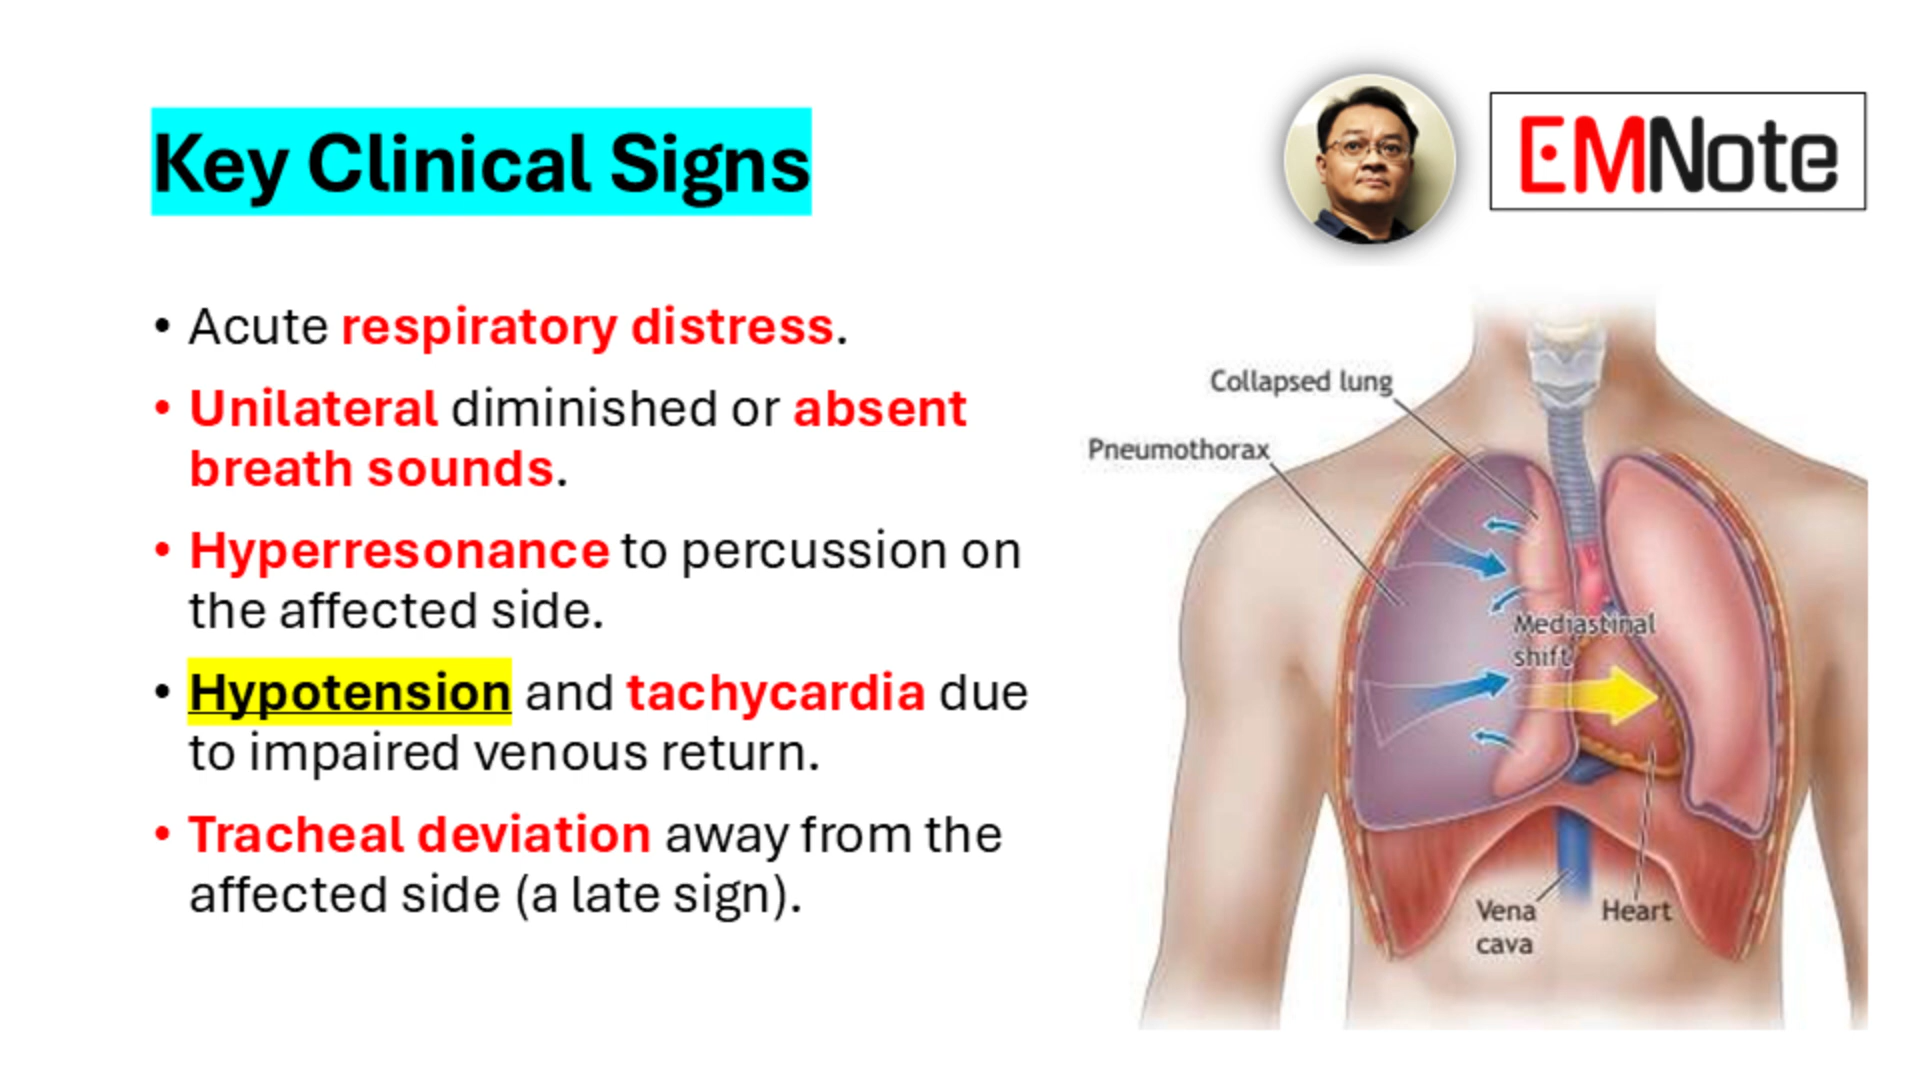 Key Clinical Signs
EMNote
• Acute respiratory distress.
• Unilateral diminished or absent
breath sounds.
• Hyperresonance to percussion on
the affected side.
• Hypotension and tachycardia due
to impaired venous return.
• Tracheal deviation away from the
affected side (a late sign).
Collapsed lung
Pneumothorax
Mediastinal
shift
Vena
cava
Heart